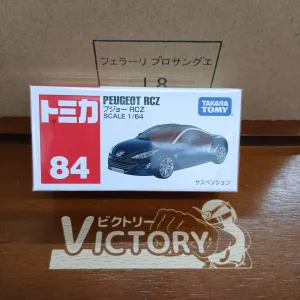 フェラーリ プロサングエ
1 8
トミカ
PEUGEOT RCZ
プジョー RCZ
SCALE 1/64
TAKARA
TOMY
84
サスペンション
ビクトリー
VICTORY